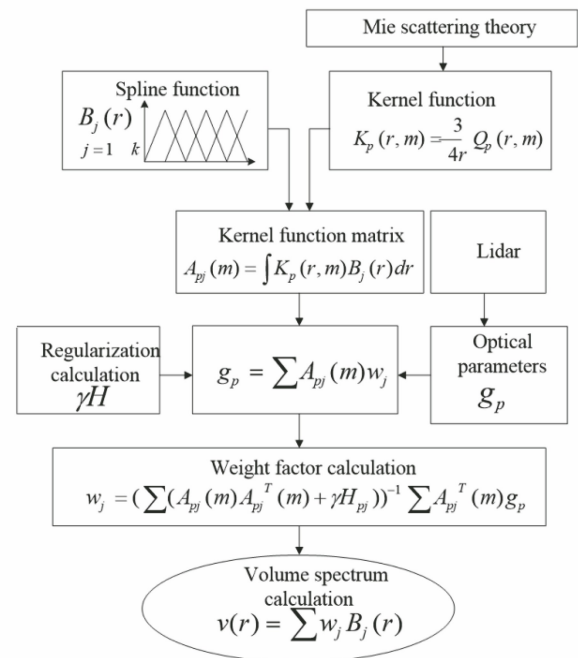 Mie scattering theory
Spline function
B_j(r)
j=1 k
Kernel function
K_p(r,m) = 3/4r Q_p(r,m)
Kernel function matrix
A_pj(m) = ∫K_p(r,m)B_j(r)dr
Lidar
Regularization
calculation
γH
g_p = ∑A_pj(m)w_j
Optical
parameters
g_p
Weight factor calculation
w_j = (∑(A_pj(m)A_pj^T(m)+γH_pj))^-1 ∑A_pj^T(m)g_p
Volume spectrum
calculation
v(r) = ∑w_j B_j(r)